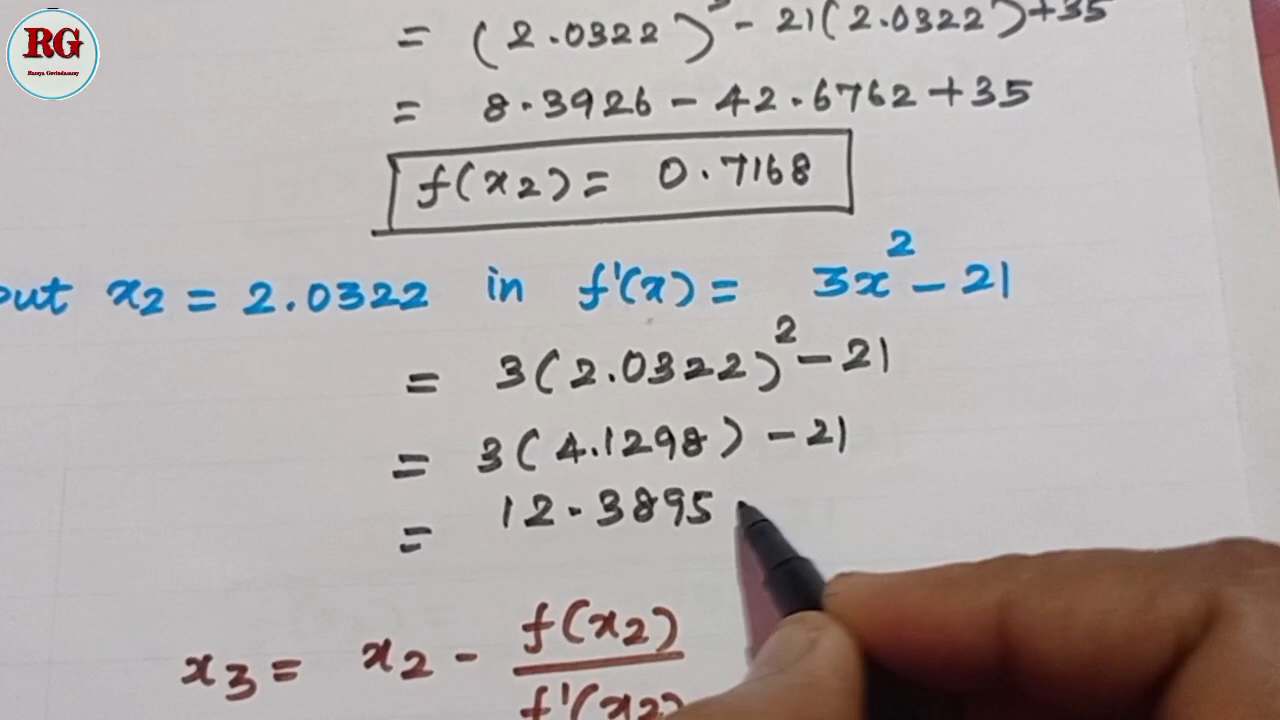 RG
Ramya Govindasamy
= (2.0322)³ - 21(2.0322)+35
= 8.3926 - 42.6762 + 35
f(x₂) = 0.7168
put x₂ = 2.0322 in f'(x) = 3x² - 21
= 3(2.0322)² - 21
= 3(4.1298) - 21
= 12.3895
x₃ = x₂ - f(x₂)
f'(x₂)